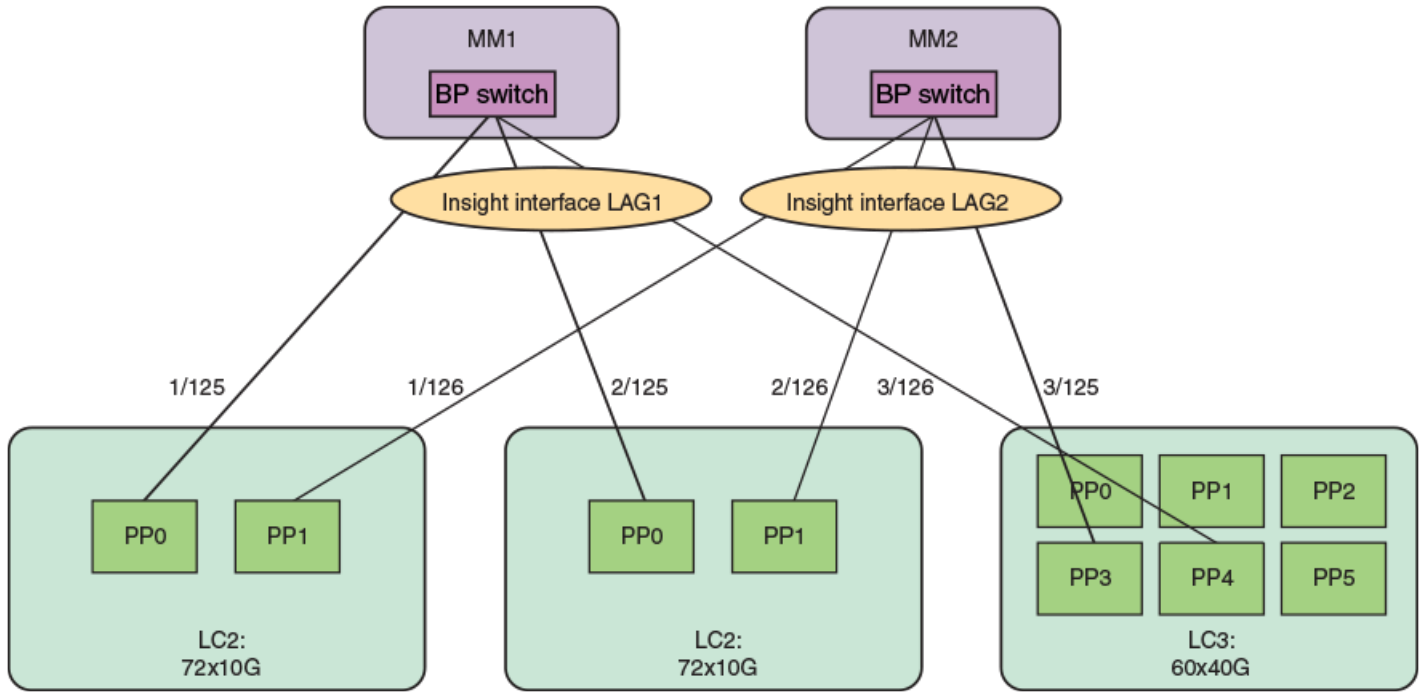 MM1
MM2
BP switch
BP switch
Insight interface LAG1
Insight interface LAG2
1/125
1/126
2/125
2/126
3/126
3/125
PP0
PP1
PP0
PP1
PP0
PP1
PP2
PP3
PP4
PP5
LC2:
72x10G
LC2:
72x10G
LC3:
60x40G